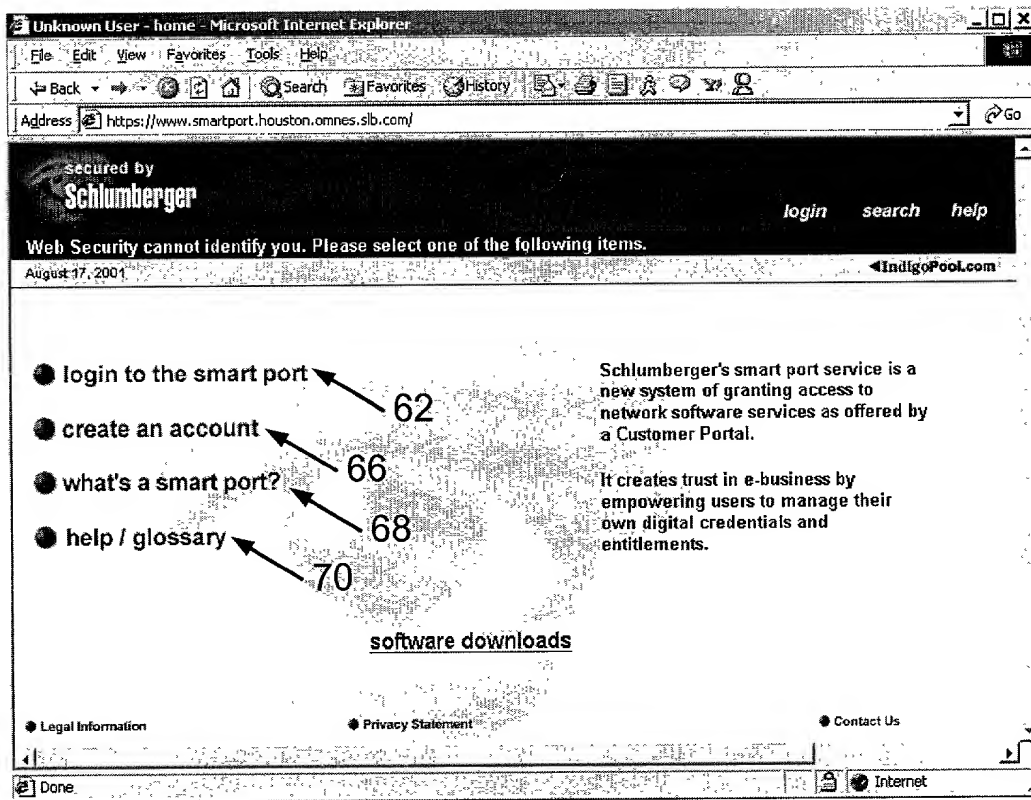 Unknown User - home - Microsoft Internet Explorer
File Edit View Favorites Tools Help
Back Search Favorites History
Address https://www.smartport.houston.omnes.slb.com/ Go
secured by
Schlumberger
login search help
Web Security cannot identify you. Please select one of the following items.
August 17, 2001 IndigoPool.com
login to the smart port
62
create an account
66
what's a smart port?
68
help / glossary
70
Schlumberger's smart port service is a
new system of granting access to
network software services as offered by
a Customer Portal.
It creates trust in e-business by
empowering users to manage their
own digital credentials and
entitlements.
software downloads
Legal Information Privacy Statement Contact Us
Done Internet